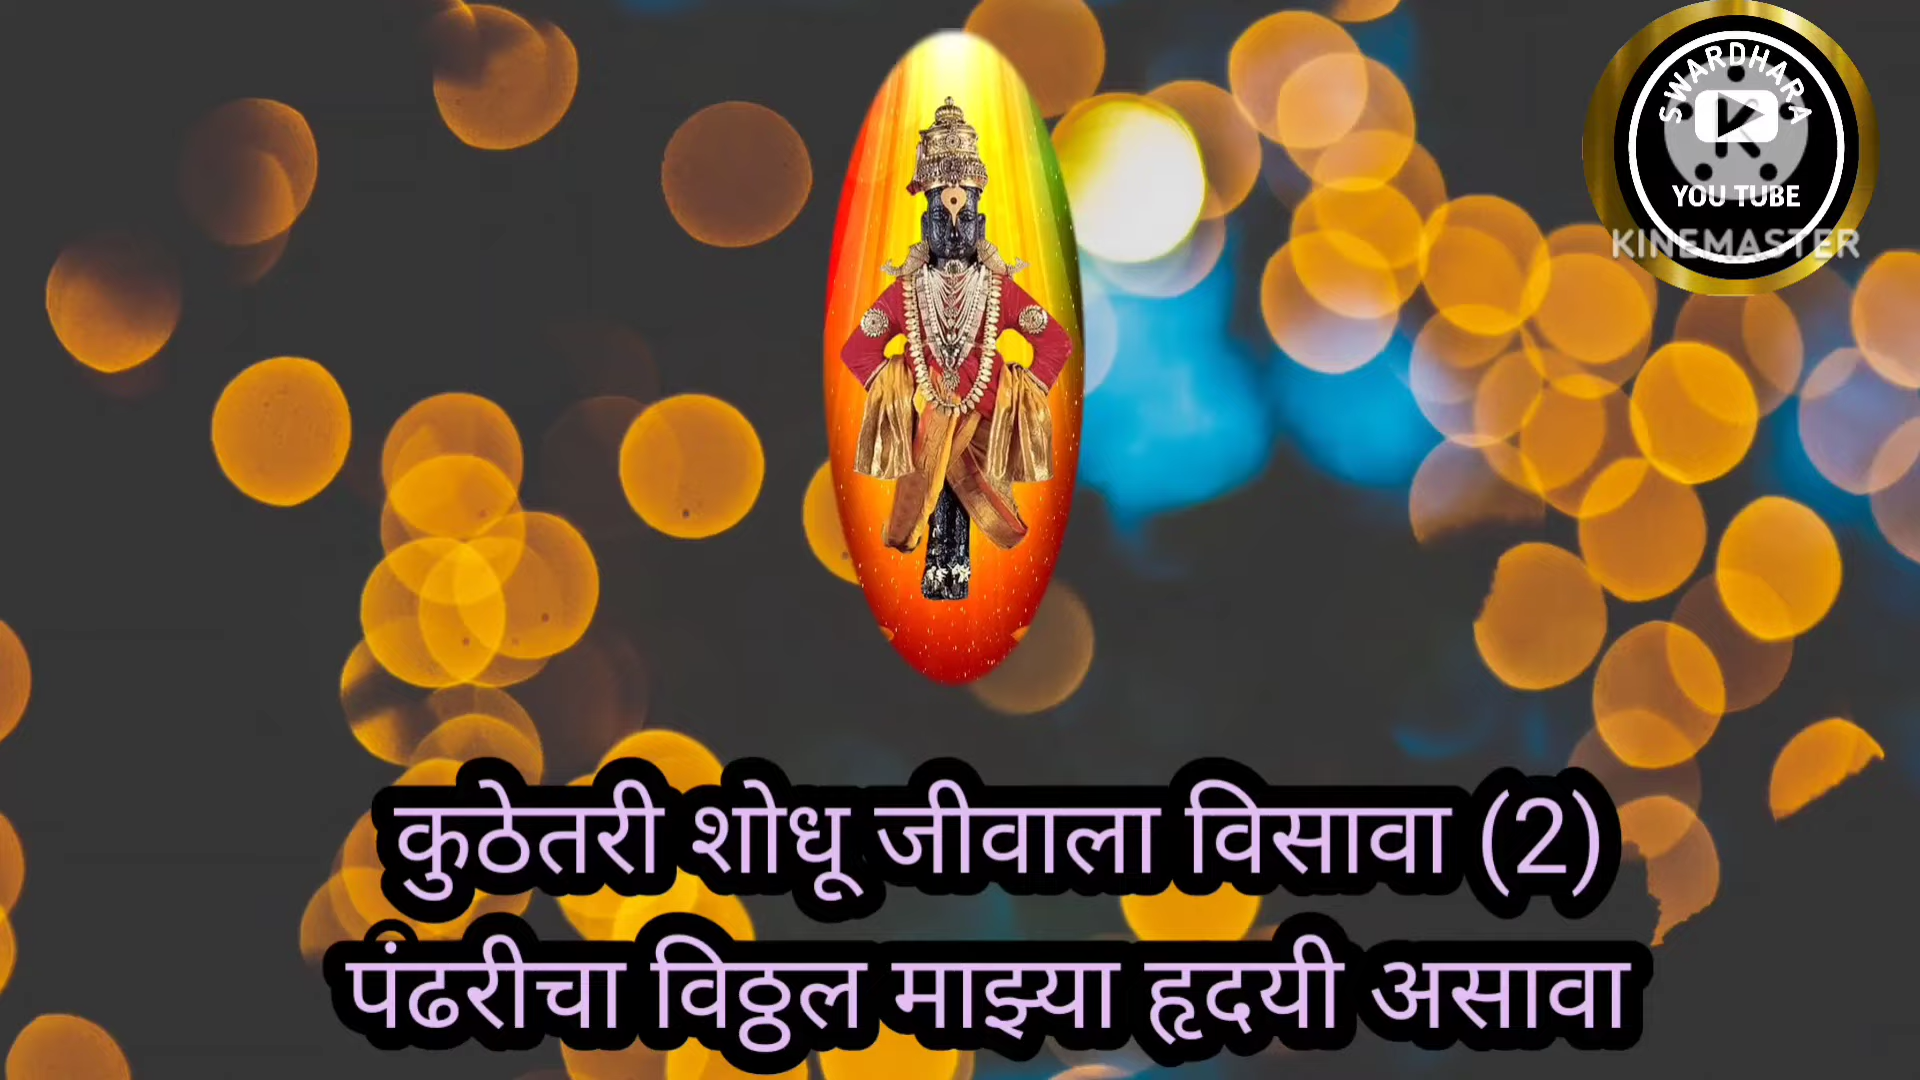 SWARDHARA
YOU TUBE
KINEMASTER
कुठेतरी शोधू जीवाला विसावा (2)
पंढरीचा विठ्ठल माझ्या हृदयी असावा